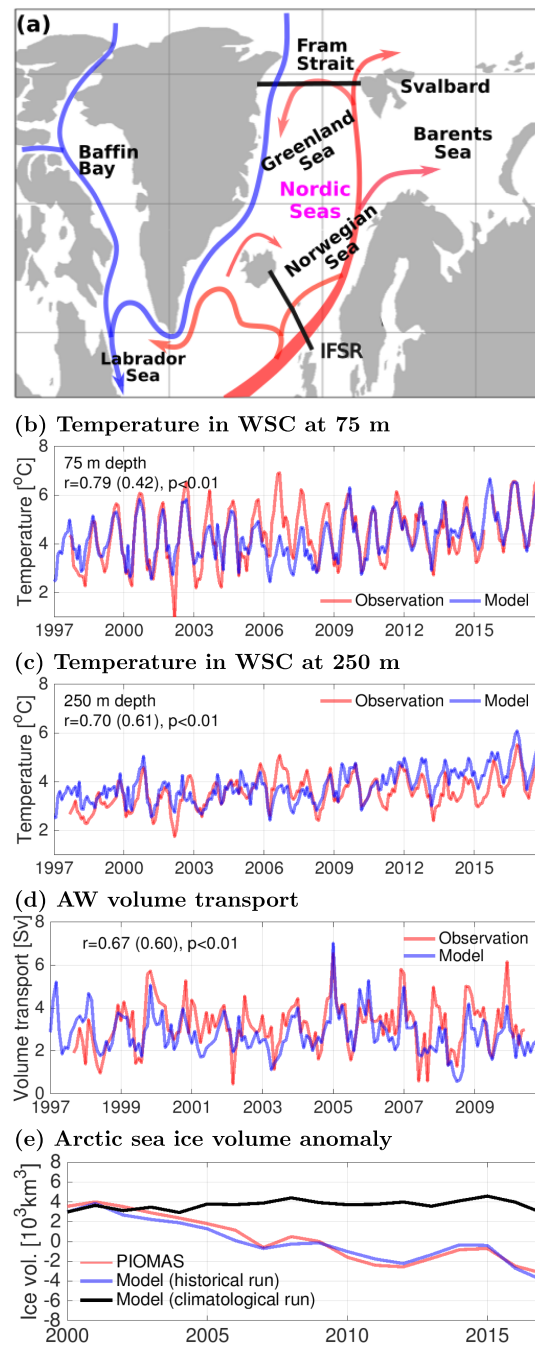 (a)
Fram
Strait
Svalbard
Greenland
Sea
Barents
Sea
Baffin
Bay
Nordic
Seas
Norwegian
Sea
IFSR
Labrador
Sea
(b) Temperature in WSC at 75 m
Temperature [°C]
75 m depth
r=0.79 (0.42), p<0.01
8
6
4
2
Observation
Model
1997 2000 2003 2006 2009 2012 2015
(c) Temperature in WSC at 250 m
Temperature [°C]
250 m depth
r=0.70 (0.61), p<0.01
Observation
Model
8
6
4
2
1997 2000 2003 2006 2009 2012 2015
(d) AW volume transport
Volume transport [Sv]
r=0.67 (0.60), p<0.01
Observation
Model
8
6
4
2
0
1997 1999 2001 2003 2005 2007 2009
(e) Arctic sea ice volume anomaly
Ice vol. [10³km³]
8
6
4
2
0
-2
-4
-6
-8
PIOMAS
Model (historical run)
Model (climatological run)
2000 2005 2010 2015